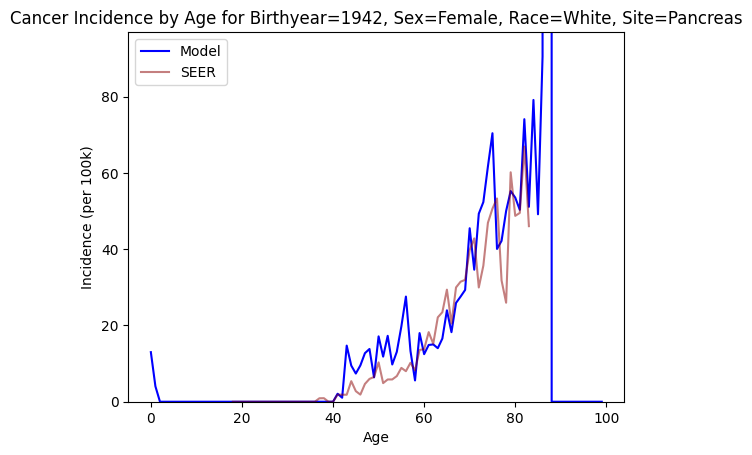 Cancer Incidence by Age for Birthyear=1942, Sex=Female, Race=White, Site=Pancreas
Model
SEER
Incidence (per 100k)
80
60
40
20
0
0 20 40 60 80 100
Age